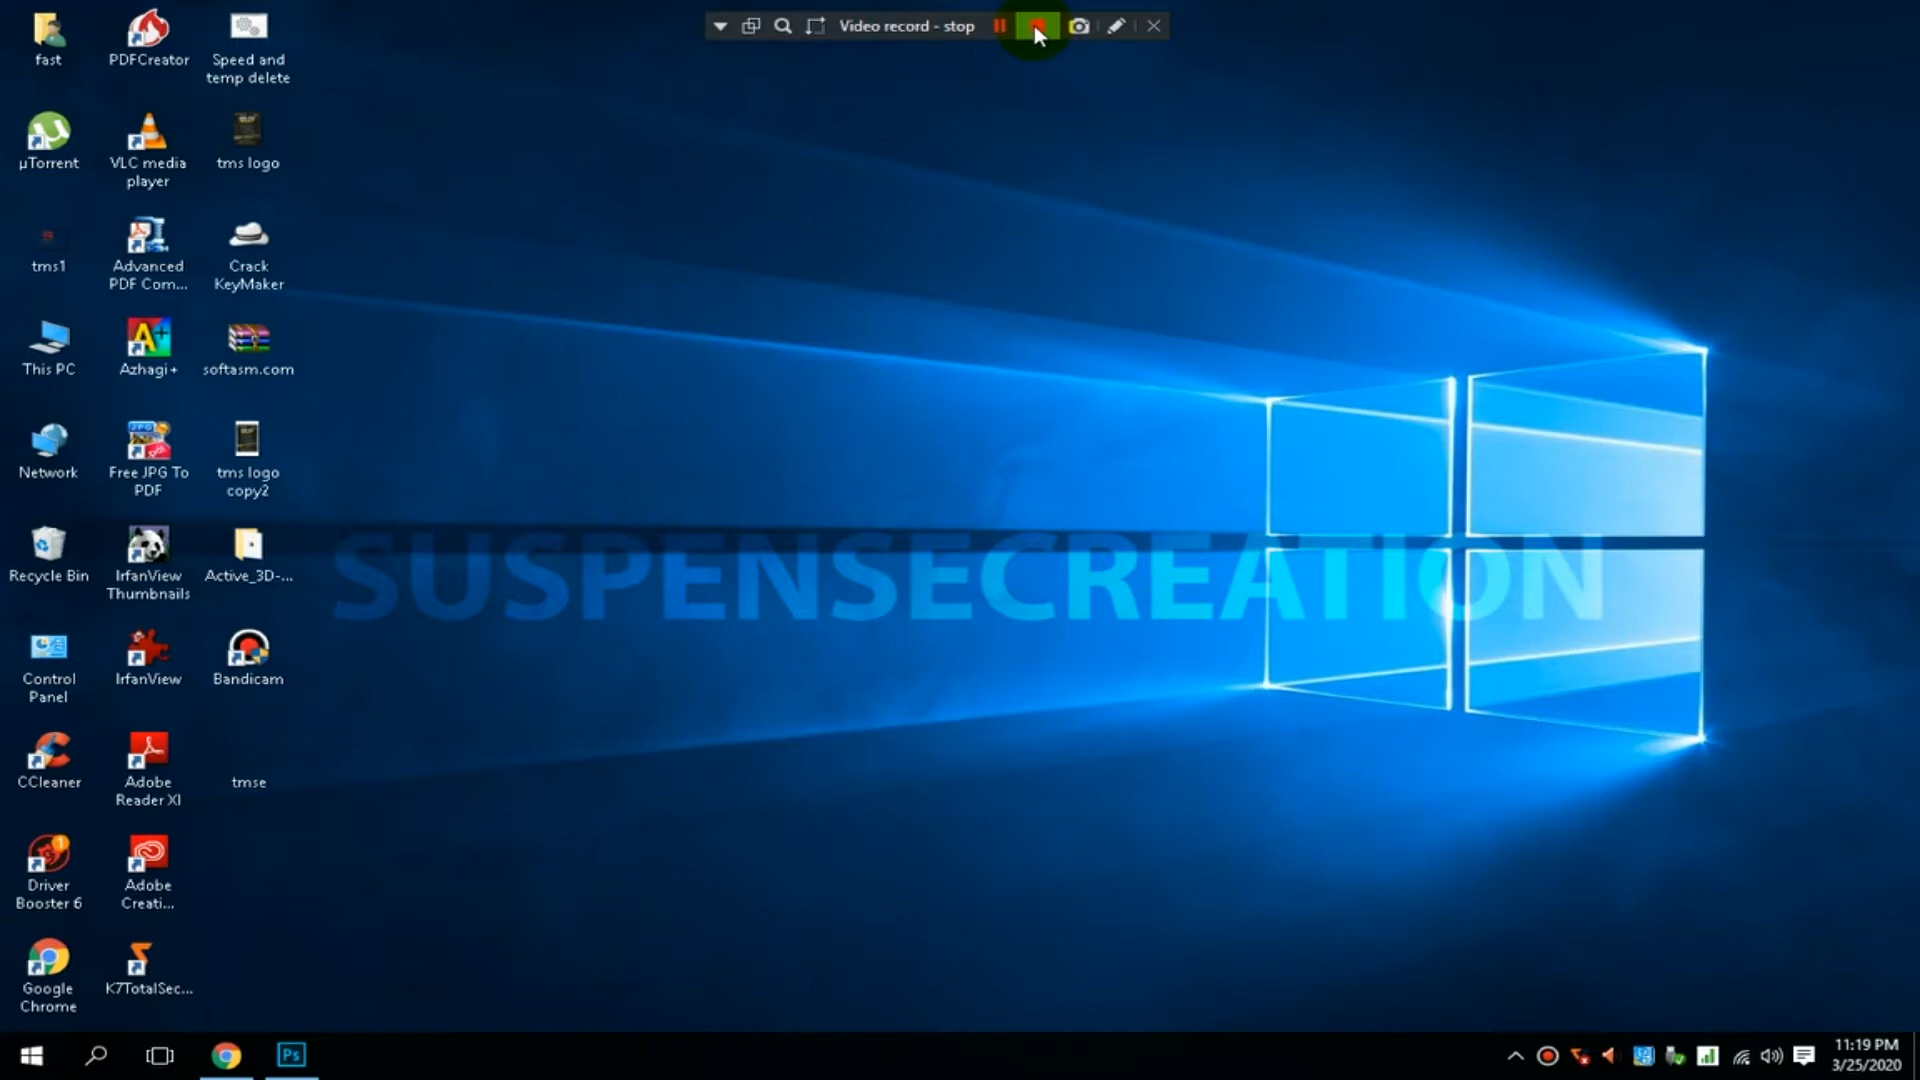 Video record - stop
fast
PDFCreator
Speed and
temp delete
µTorrent
VLC media
player
tms logo
tms1
Advanced
PDF Com...
Crack
KeyMaker
This PC
Azhagi+
softasm.com
Network
Free JPG To
PDF
tms logo
copy2
Recycle Bin
IrfanView
Thumbnails
Active_3D-...
SUSPENSECREATION
Control
Panel
IrfanView
Bandicam
CCleaner
Adobe
Reader XI
tmse
Driver
Booster 6
Adobe
Creati...
Google
Chrome
K7TotalSec...
Ps
11:19 PM
3/25/2020